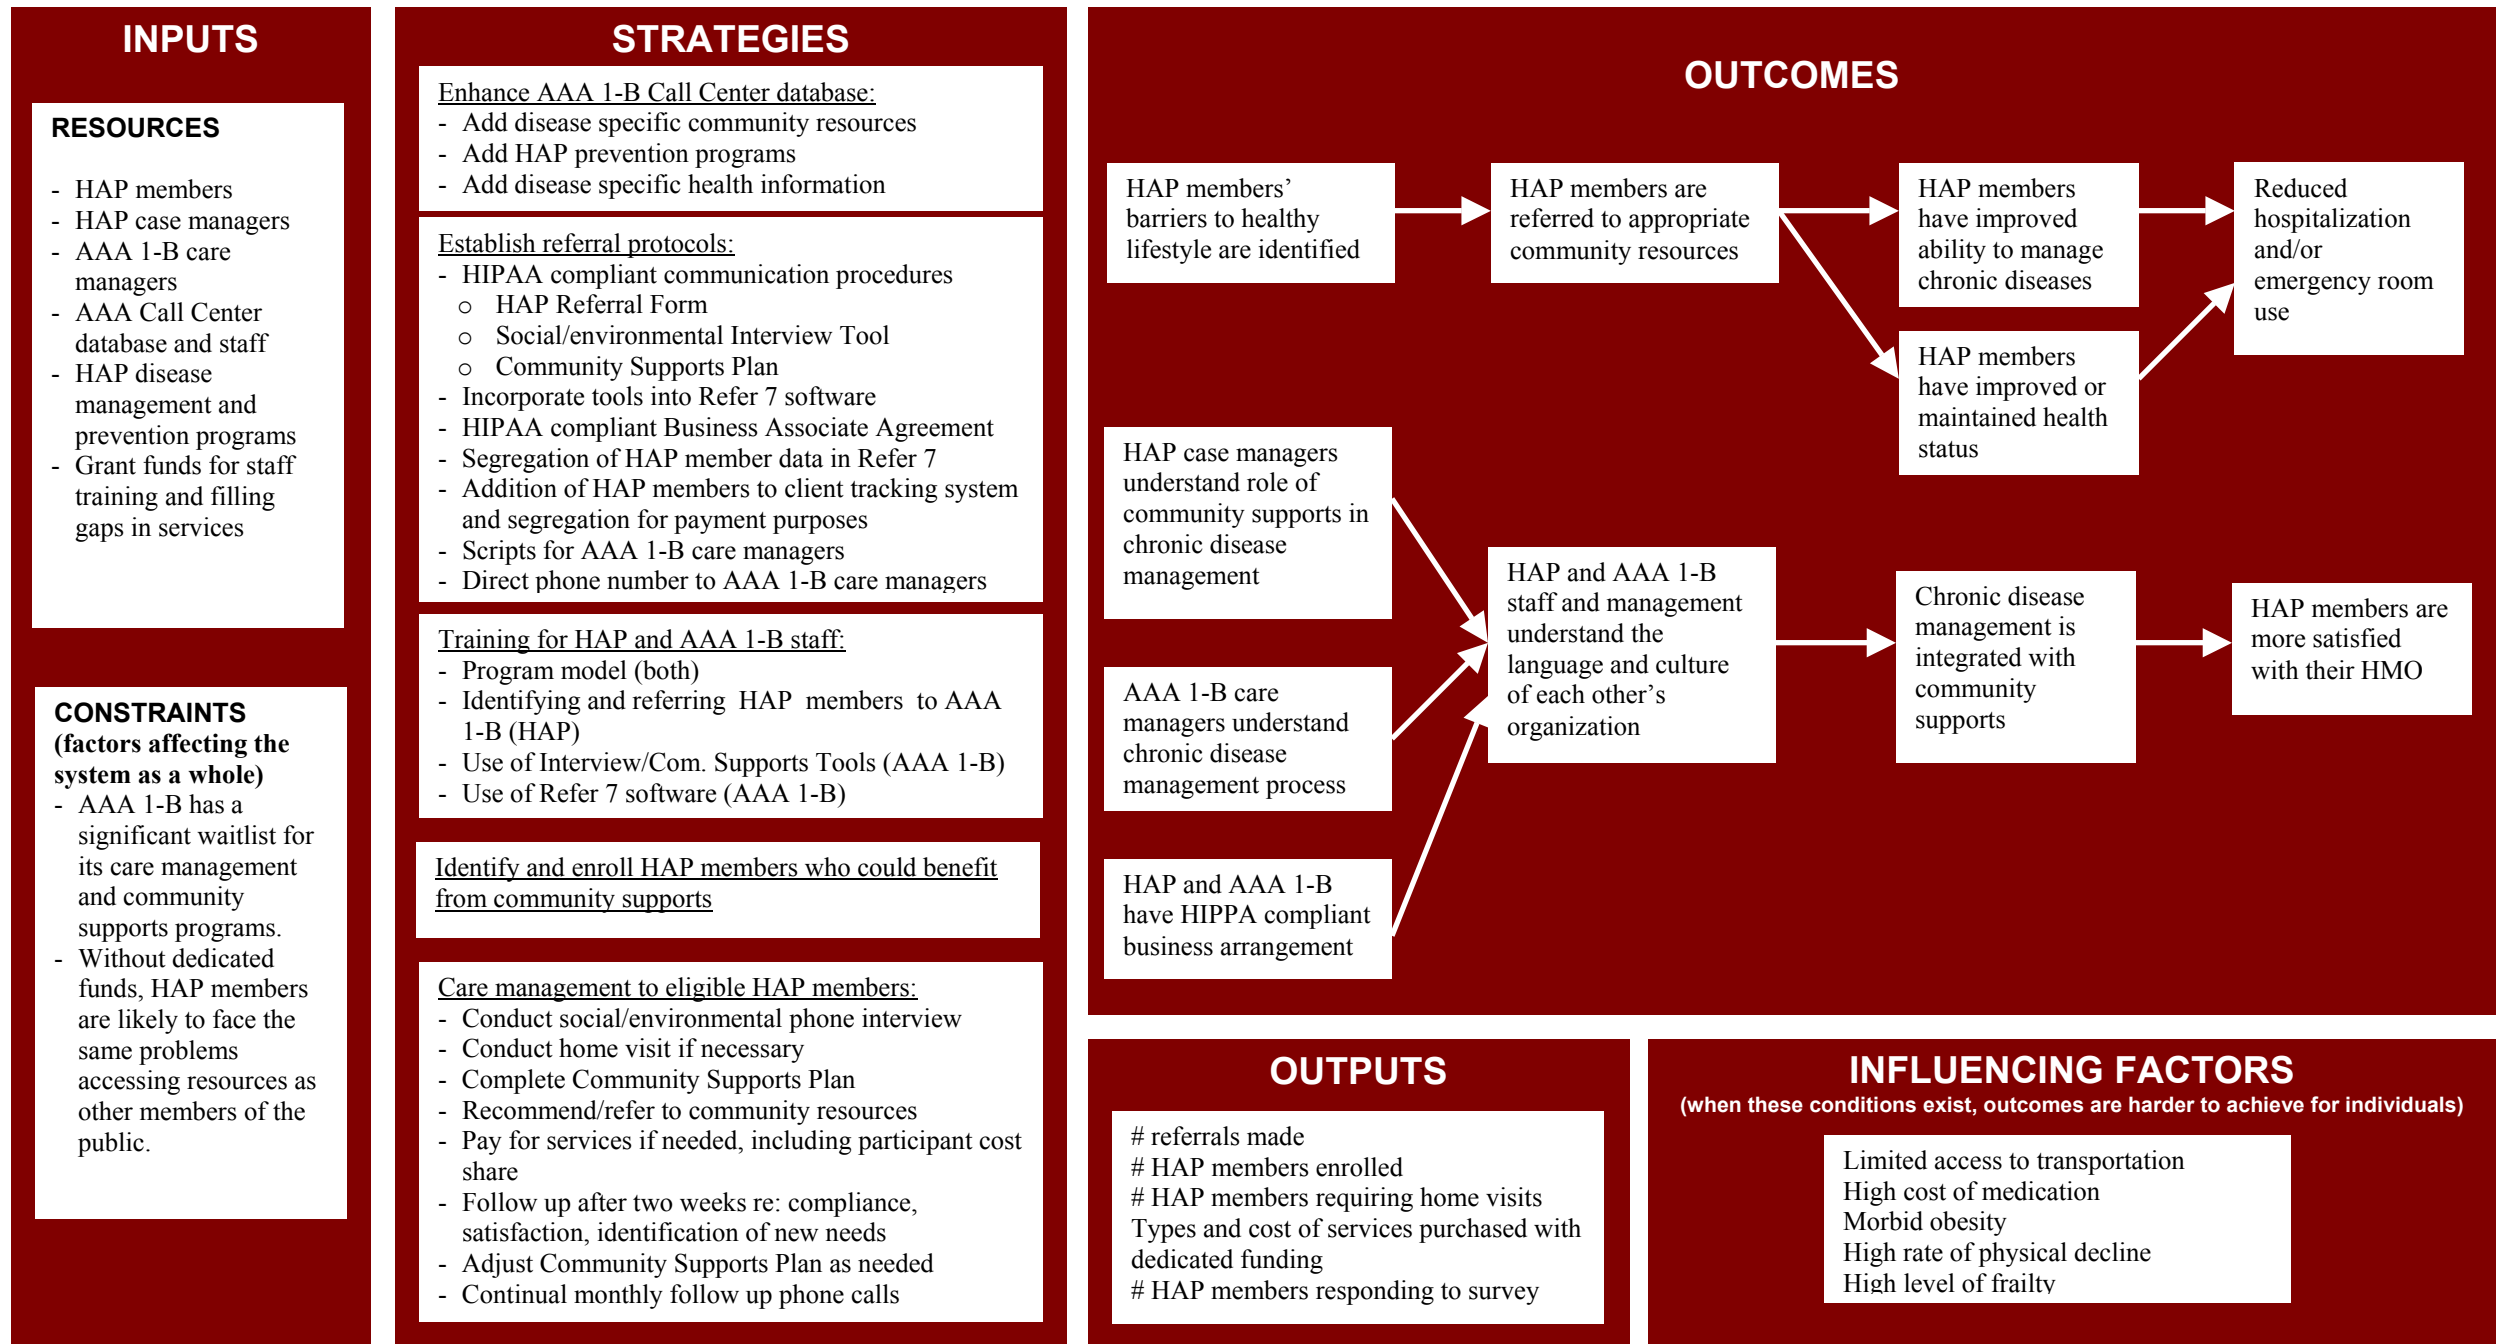 INPUTS
RESOURCES
- HAP members
- HAP case managers
- AAA 1-B care
managers
- AAA Call Center
database and staff
- HAP disease
management and
prevention programs
- Grant funds for staff
training and filling
gaps in services
CONSTRAINTS
(factors affecting the
system as a whole)
- AAA 1-B has a
significant waitlist for
its care management
and community
supports programs.
- Without dedicated
funds, HAP members
are likely to face the
same problems
accessing resources as
other members of the
public.
STRATEGIES
Enhance AAA 1-B Call Center database:
- Add disease specific community resources
- Add HAP prevention programs
- Add disease specific health information
Establish referral protocols:
- HIPAA compliant communication procedures
o HAP Referral Form
o Social/environmental Interview Tool
o Community Supports Plan
- Incorporate tools into Refer 7 software
- HIPAA compliant Business Associate Agreement
- Segregation of HAP member data in Refer 7
- Addition of HAP members to client tracking system
and segregation for payment purposes
- Scripts for AAA 1-B care managers
- Direct phone number to AAA 1-B care managers
Training for HAP and AAA 1-B staff:
- Program model (both)
- Identifying and referring HAP members to AAA
1-B (HAP)
- Use of Interview/Com. Supports Tools (AAA 1-B)
- Use of Refer 7 software (AAA 1-B)
Identify and enroll HAP members who could benefit
from community supports
Care management to eligible HAP members:
- Conduct social/environmental phone interview
- Conduct home visit if necessary
- Complete Community Supports Plan
- Recommend/refer to community resources
- Pay for services if needed, including participant cost
share
- Follow up after two weeks re: compliance,
satisfaction, identification of new needs
- Adjust Community Supports Plan as needed
- Continual monthly follow up phone calls
OUTCOMES
HAP members’
barriers to healthy
lifestyle are identified
HAP members are
referred to appropriate
community resources
HAP members
have improved
ability to manage
chronic diseases
Reduced
hospitalization
and/or
emergency room
use
HAP members
have improved or
maintained health
status
HAP case managers
understand role of
community supports in
chronic disease
management
AAA 1-B care
managers understand
chronic disease
management process
HAP and AAA 1-B
have HIPPA compliant
business arrangement
HAP and AAA 1-B
staff and management
understand the
language and culture
of each other’s
organization
Chronic disease
management is
integrated with
community
supports
HAP members are
more satisfied
with their HMO
OUTPUTS
# referrals made
# HAP members enrolled
# HAP members requiring home visits
Types and cost of services purchased with
dedicated funding
# HAP members responding to survey
INFLUENCING FACTORS
(when these conditions exist, outcomes are harder to achieve for individuals)
Limited access to transportation
High cost of medication
Morbid obesity
High rate of physical decline
High level of frailty